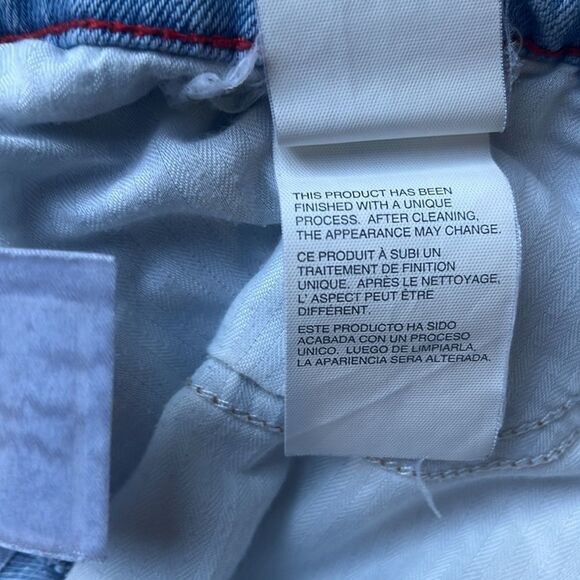 THIS PRODUCT HAS BEEN
FINISHED WITH A UNIQUE
PROCESS. AFTER CLEANING,
THE APPEARANCE MAY CHANGE.
CE PRODUIT À SUBI UN
TRAITEMENT DE FINITION
UNIQUE. APRÈS LE NETTOYAGE,
L' ASPECT PEUT ÊTRE
DIFFÉRENT.
ESTE PRODUCTO HA SIDO
ACABADA CON UN PROCESO
UNICO. LUEGO DE LIMPIARLA,
LA APARIENCIA SERA ALTERADA.